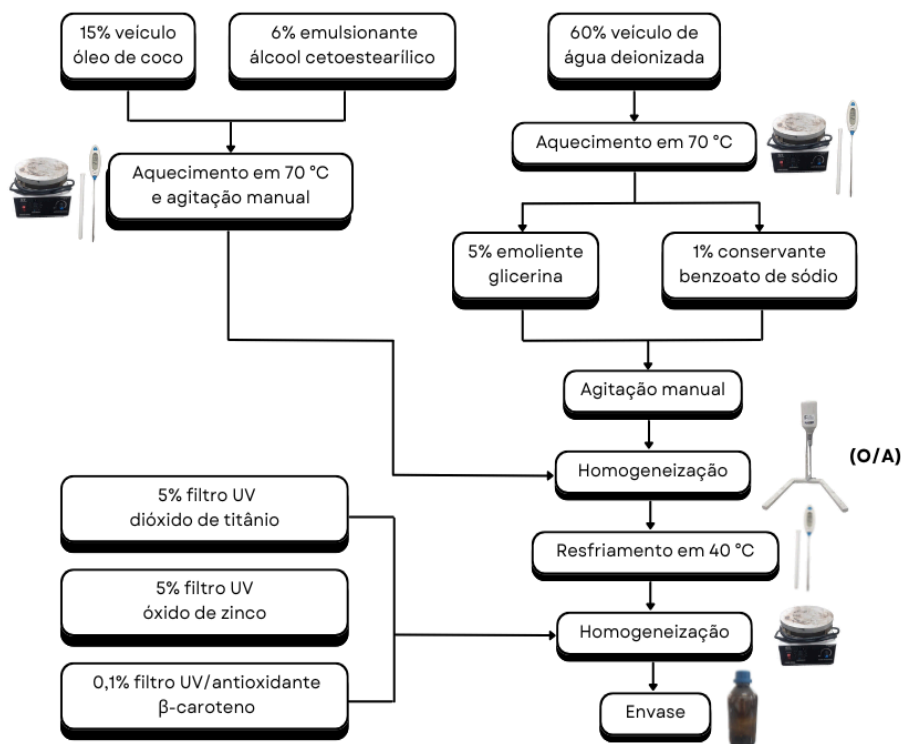 15% veículo
óleo de coco
6% emulsionante
álcool cetoestearílico
60% veículo de
água deionizada
Aquecimento em 70 °C
Aquecimento em 70 °C
e agitação manual
5% emoliente
glicerina
1% conservante
benzoato de sódio
Agitação manual
(O/A)
Homogeneização
5% filtro UV
dióxido de titânio
Resfriamento em 40 °C
5% filtro UV
óxido de zinco
Homogeneização
0,1% filtro UV/antioxidante
β-caroteno
Envase